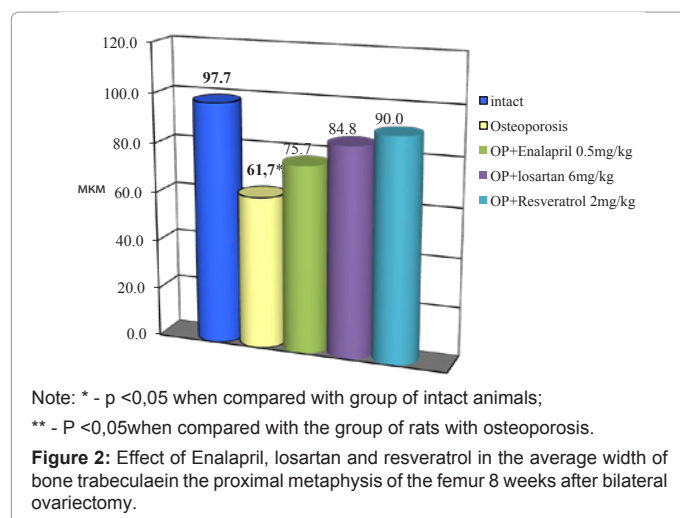 120.0
100.0
80.0
60.0
40.0
20.0
0.0
мкм
97.7
61,7*
75.7
84.8
90.0
intact
Osteoporosis
OP+Enalapril 0.5mg/kg
OP+losartan 6mg/kg
OP+Resveratrol 2mg/kg
Note: * - p <0,05 when compared with group of intact animals;
** - P <0,05when compared with the group of rats with osteoporosis.
Figure 2: Effect of Enalapril, losartan and resveratrol in the average width of
bone trabeculaein the proximal metaphysis of the femur 8 weeks after bilateral
ovariectomy.